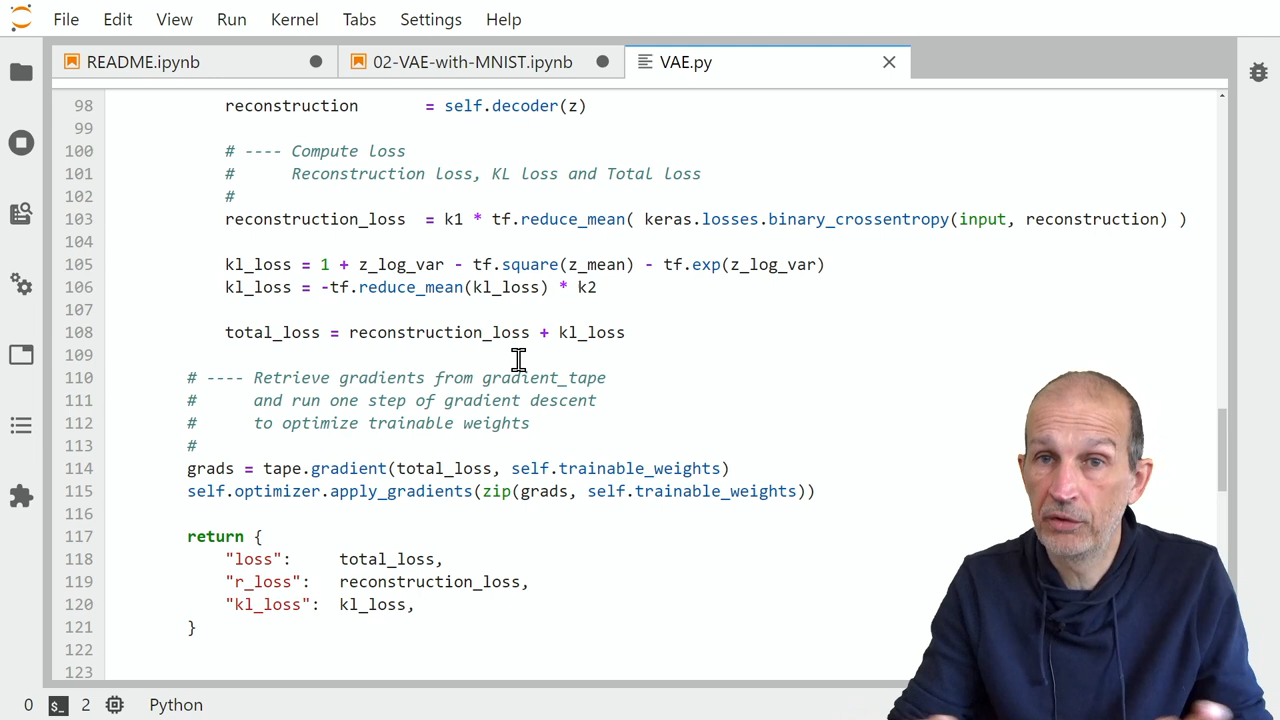 File Edit View Run Kernel Tabs Settings Help
README.ipynb 02-VAE-with-MNIST.ipynb VAE.py
98 reconstruction = self.decoder(z)
99
100 # ---- Compute loss
101 # Reconstruction loss, KL loss and Total loss
102 #
103 reconstruction_loss = k1 * tf.reduce_mean( keras.losses.binary_crossentropy(input, reconstruction) )
104
105 kl_loss = 1 + z_log_var - tf.square(z_mean) - tf.exp(z_log_var)
106 kl_loss = -tf.reduce_mean(kl_loss) * k2
107
108 total_loss = reconstruction_loss + kl_loss
109
110 # ---- Retrieve gradients from gradient_tape
111 # and run one step of gradient descent
112 # to optimize trainable weights
113 #
114 grads = tape.gradient(total_loss, self.trainable_weights)
115 self.optimizer.apply_gradients(zip(grads, self.trainable_weights))
116
117 return {
118 "loss": total_loss,
119 "r_loss": reconstruction_loss,
120 "kl_loss": kl_loss,
121 }
122
123
0 $_ 2 Python